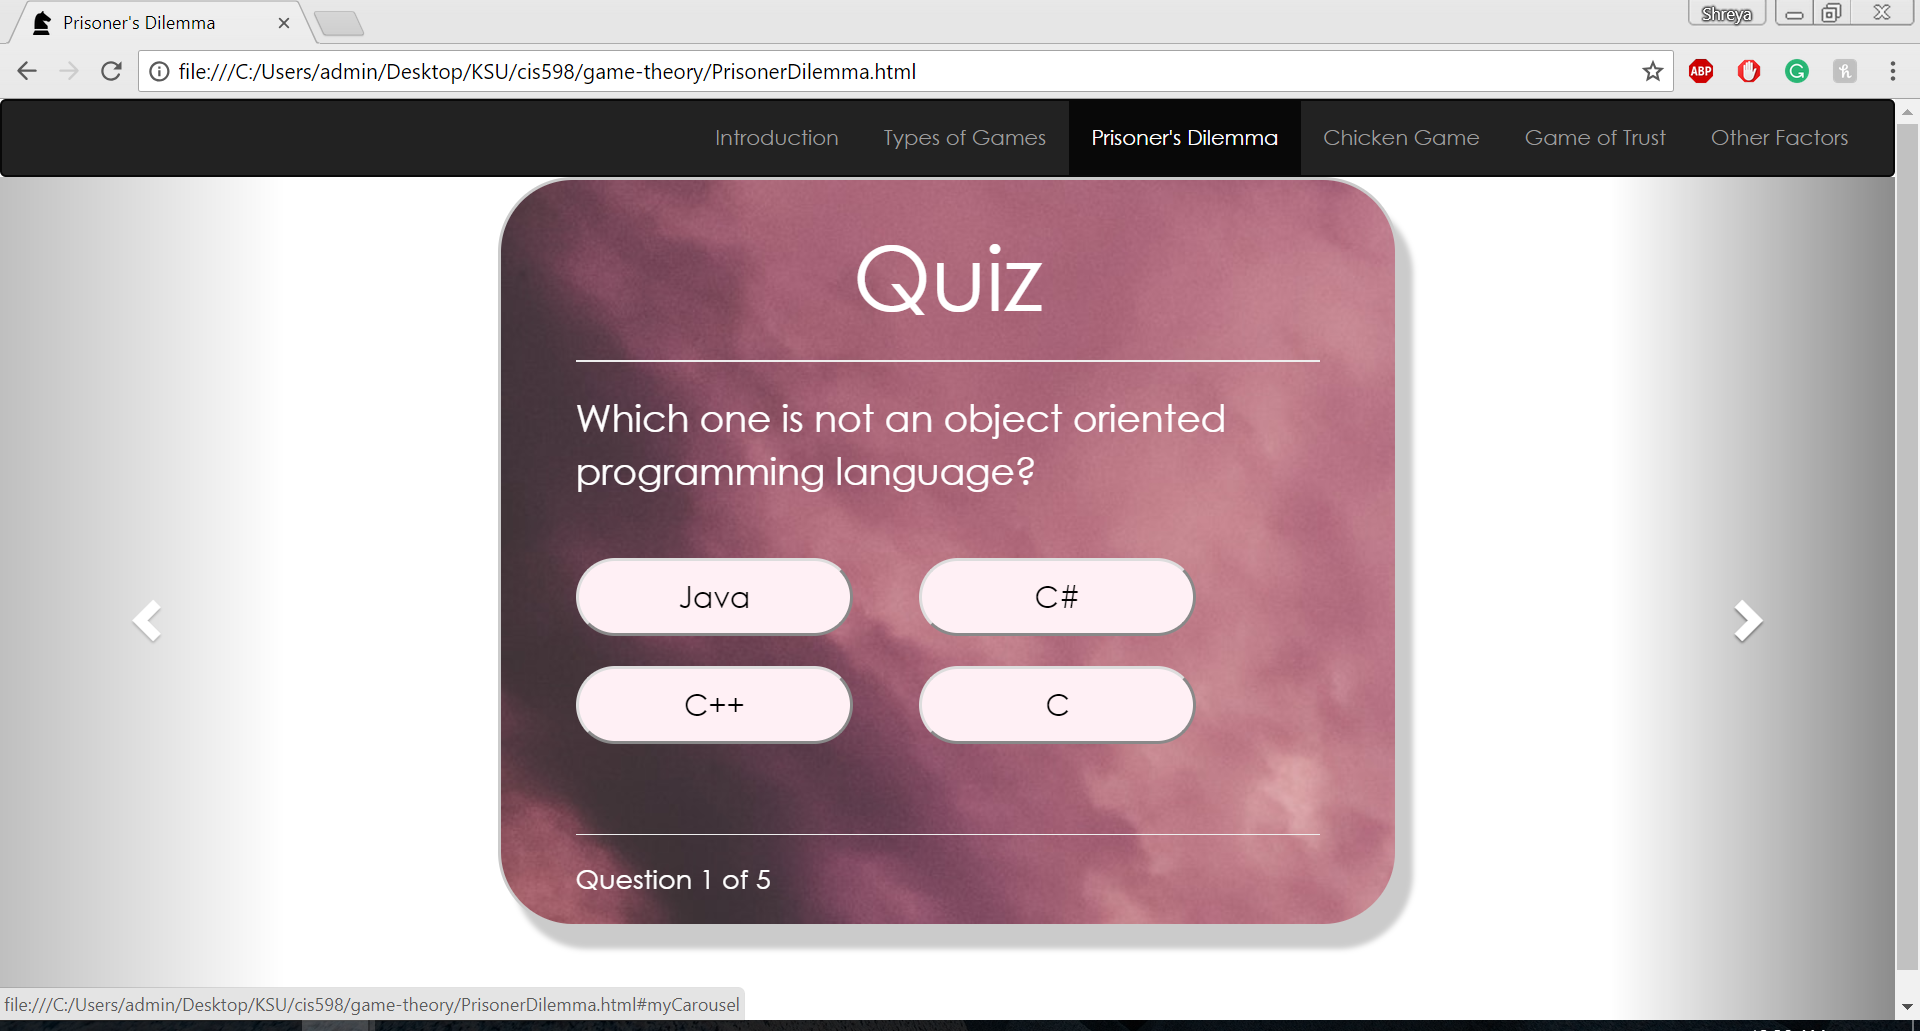 Prisoner's Dilemma
Shreya
file:///C:/Users/admin/Desktop/KSU/cis598/game-theory/PrisonerDilemma.html
ABP
Introduction Types of Games Prisoner's Dilemma Chicken Game Game of Trust Other Factors
Quiz
Which one is not an object oriented
programming language?
Java C#
C++ C
Question 1 of 5
file:///C:/Users/admin/Desktop/KSU/cis598/game-theory/PrisonerDilemma.html#myCarousel